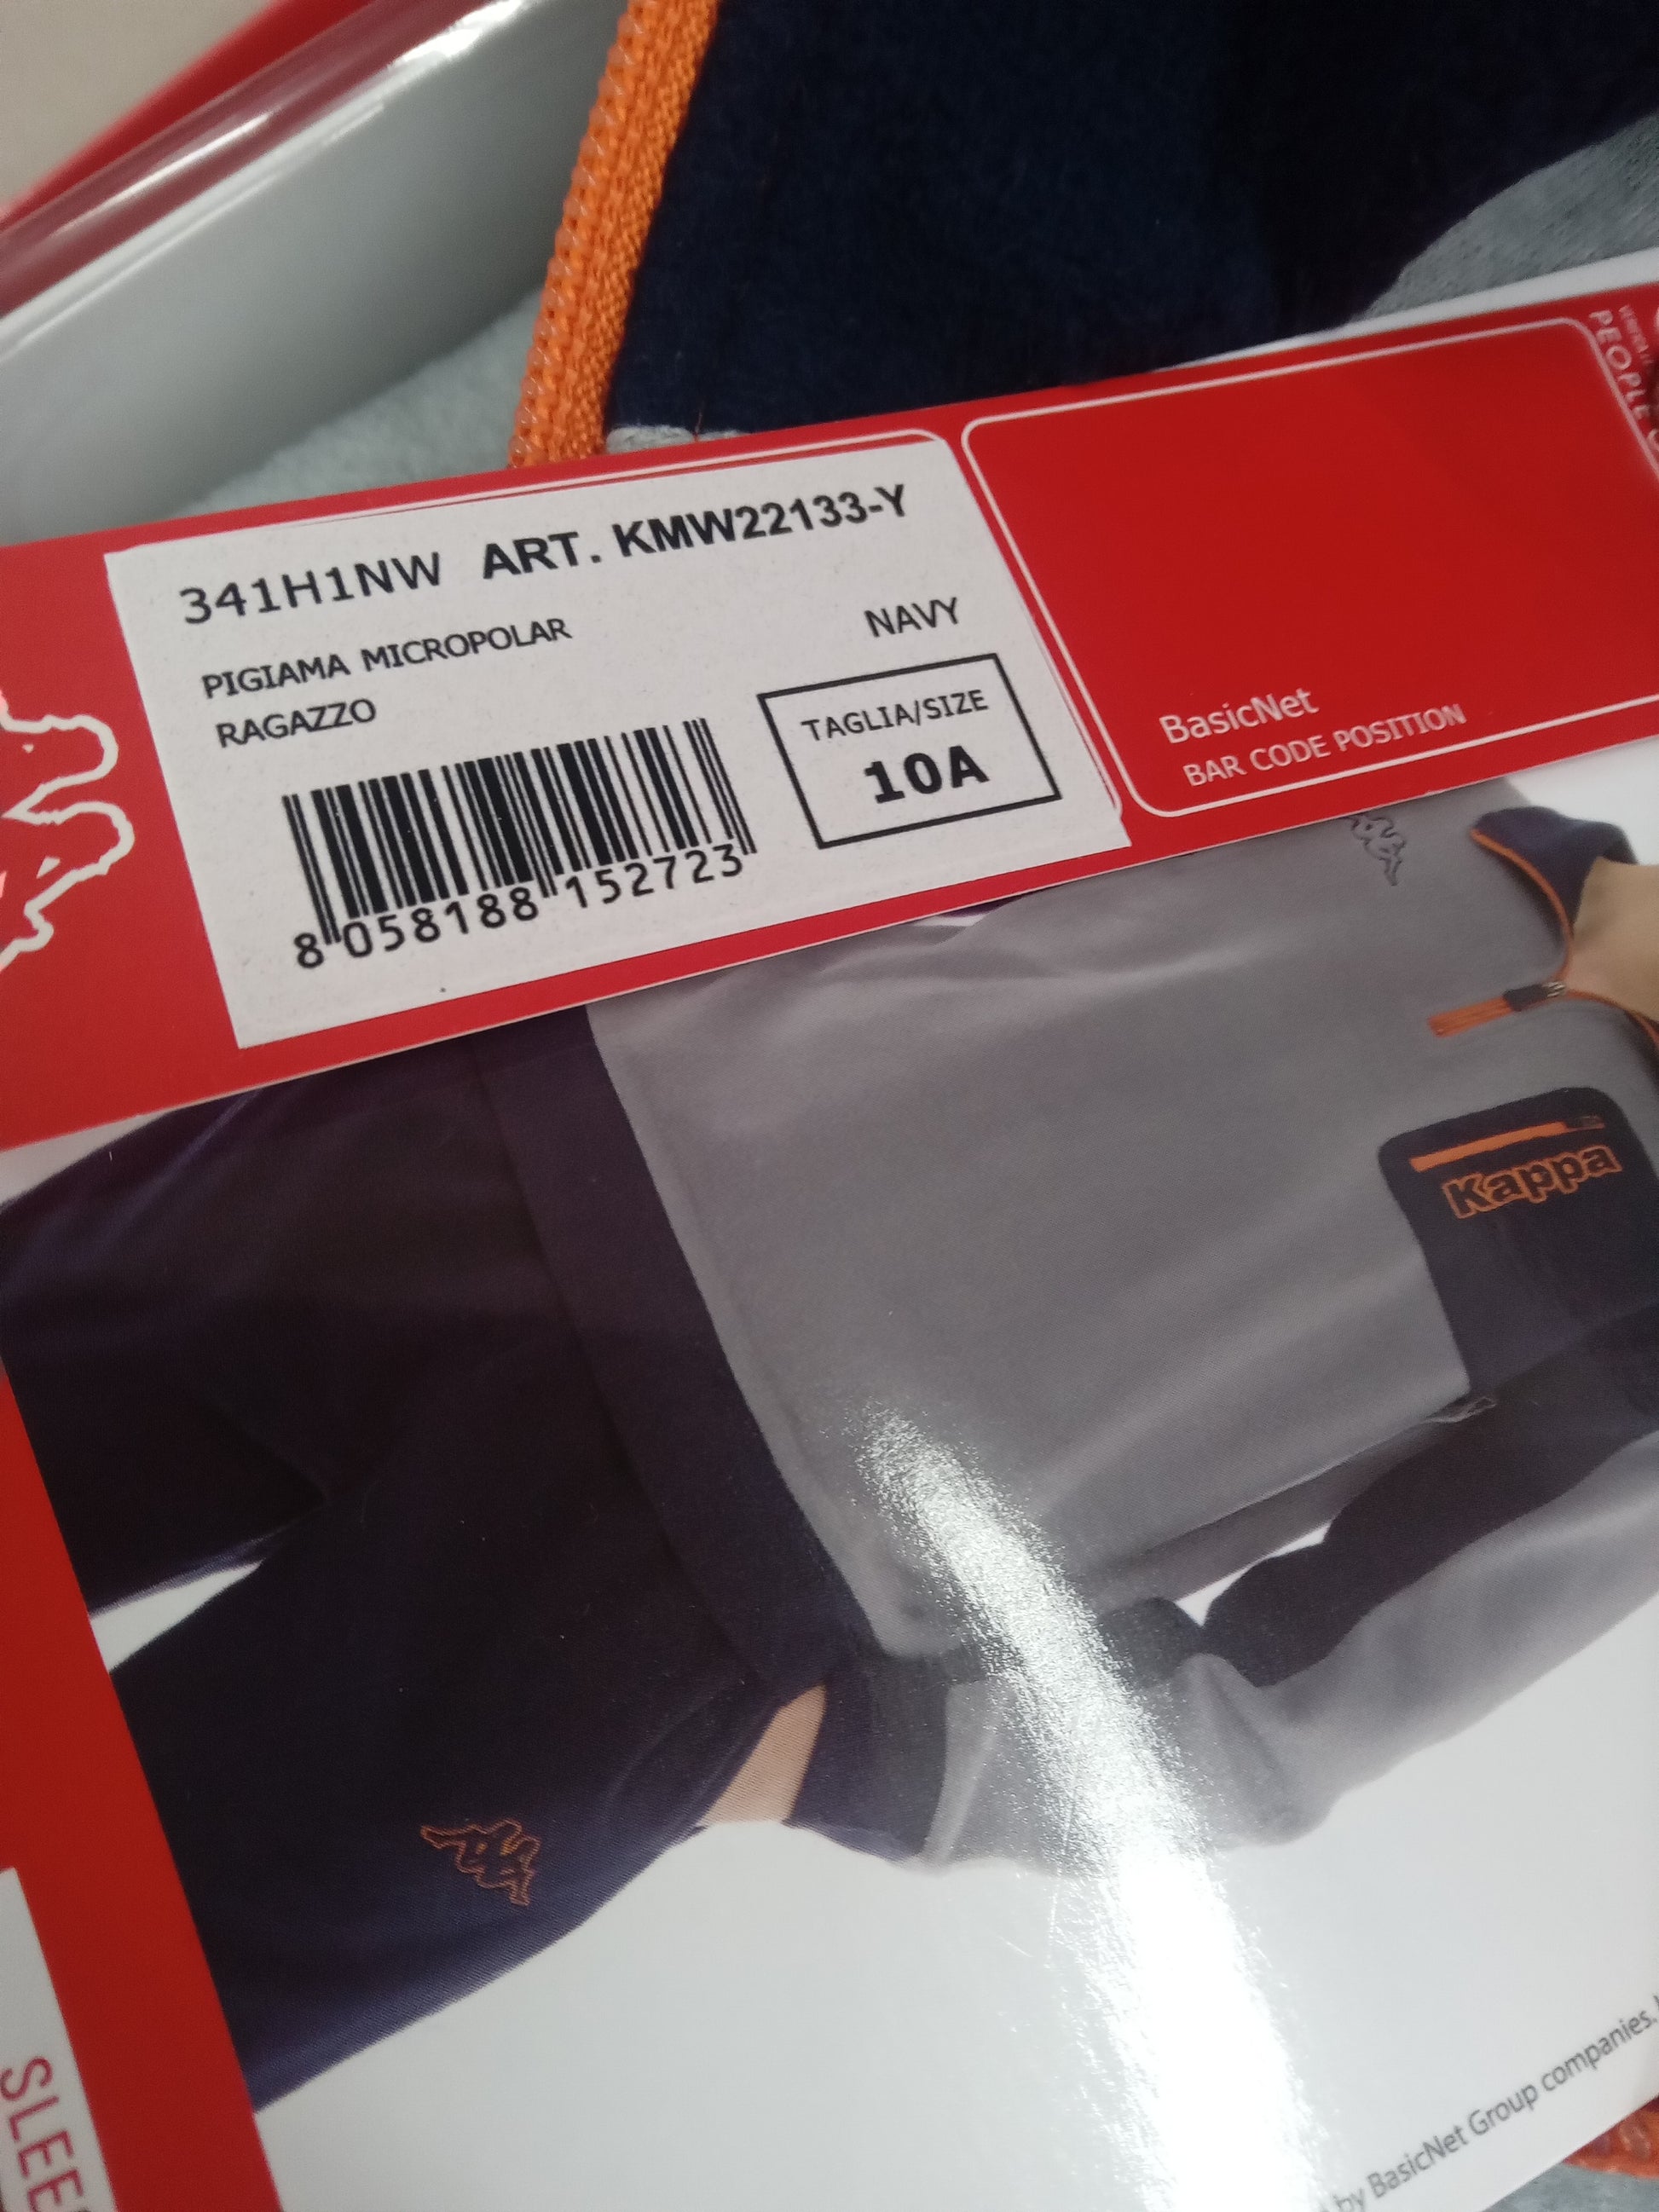 341H1NW ART. KMW22133-Y
PIGIAMA MICROPOLAR
NAVY
RAGAZZO
TAGLIA/SIZE
10A
8 058188 152723
BasicNet
BAR CODE POSITION
PEOPLE
Kappa
SLEE
by BasicNet Group companies.